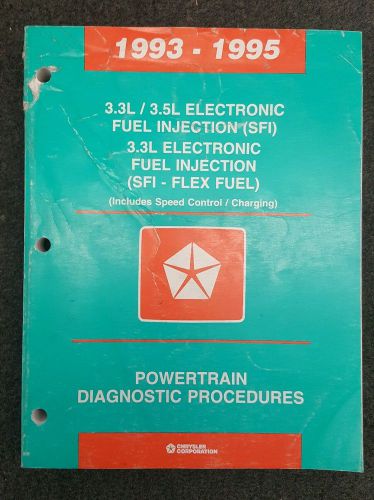 1993 - 1995
3.3L / 3.5L ELECTRONIC
FUEL INJECTION (SFI)
3.3L ELECTRONIC
FUEL INJECTION
(SFI - FLEX FUEL)
(Includes Speed Control / Charging)
POWERTRAIN
DIAGNOSTIC PROCEDURES
CHRYSLER
CORPORATION